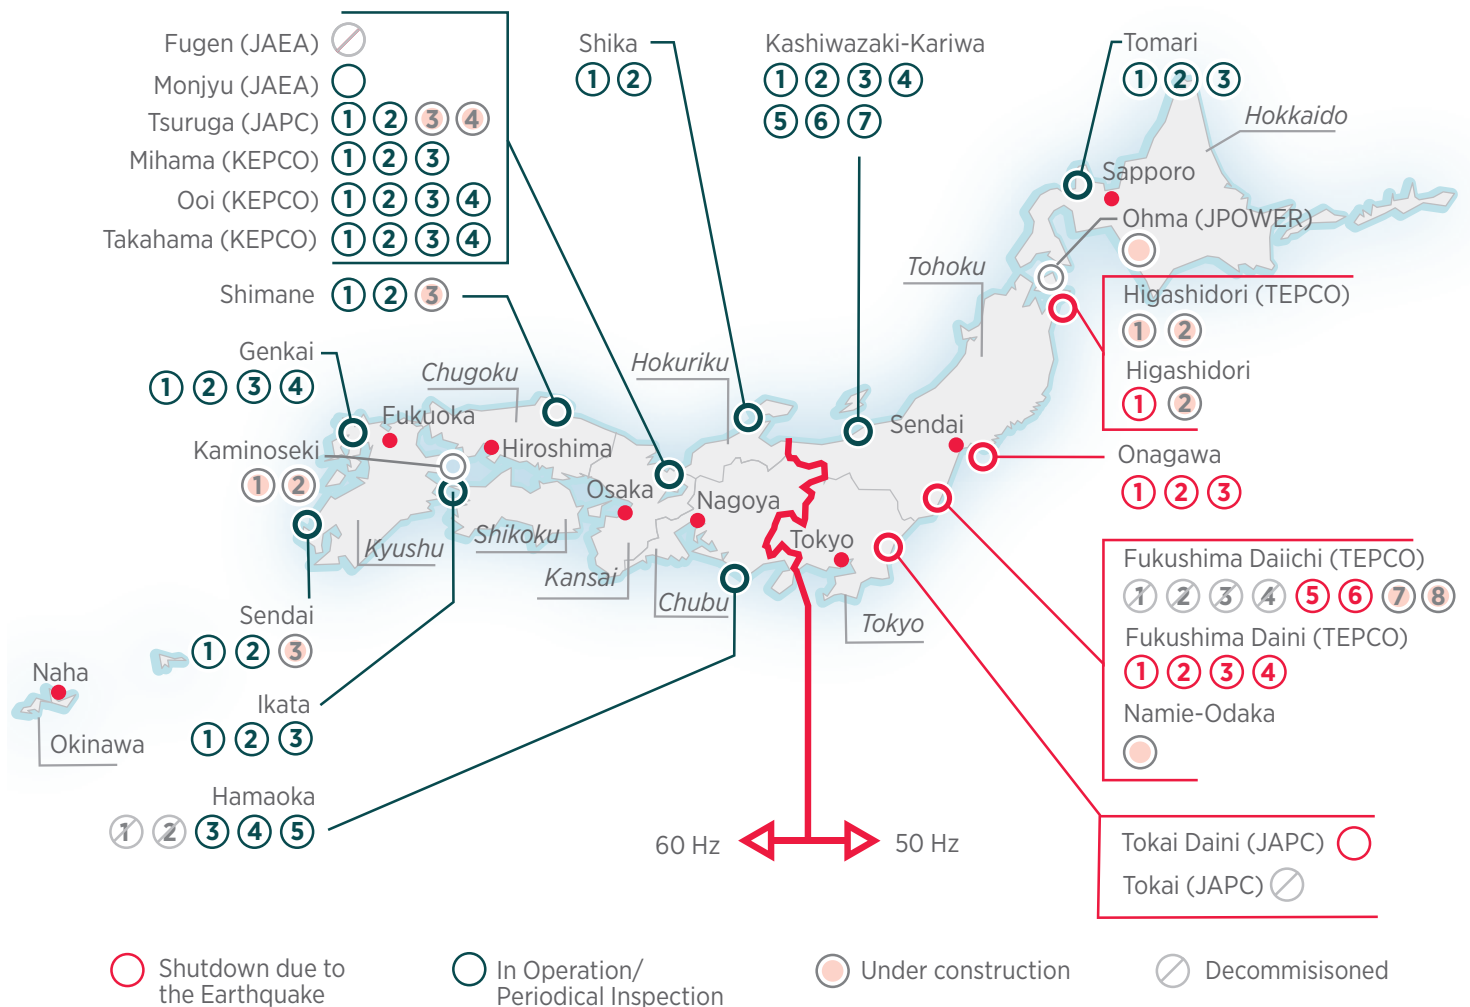 Fugen (JAEA)
Monjyu (JAEA)
Tsuruga (JAPC) 1 2 3 4
Mihama (KEPCO) 1 2 3
Ooi (KEPCO) 1 2 3 4
Takahama (KEPCO) 1 2 3 4
Shimane 1 2 3
Genkai
1 2 3 4
Kaminoseki
1 2
Sendai
1 2 3
Ikata
1 2 3
Hamaoka
1 2 3 4 5
Shika
1 2
Kashiwazaki-Kariwa
1 2 3 4
5 6 7
Tomari
1 2 3
Hokkaido
Sapporo
Ohma (JPOWER)
Tohoku
Higashidori (TEPCO)
1 2
Higashidori
1 2
Hokuriku
Chugoku
Fukuoka
Hiroshima
Sendai
Onagawa
1 2 3
Osaka
Nagoya
Tokyo
Kyushu
Shikoku
Kansai
Chubu
Tokyo
Fukushima Daiichi (TEPCO)
1 2 3 4 5 6 7 8
Fukushima Daini (TEPCO)
1 2 3 4
Namie-Odaka
Naha
Okinawa
60 Hz
50 Hz
Tokai Daini (JAPC)
Tokai (JAPC)
Shutdown due to
the Earthquake
In Operation/
Periodical Inspection
Under construction
Decommisisoned